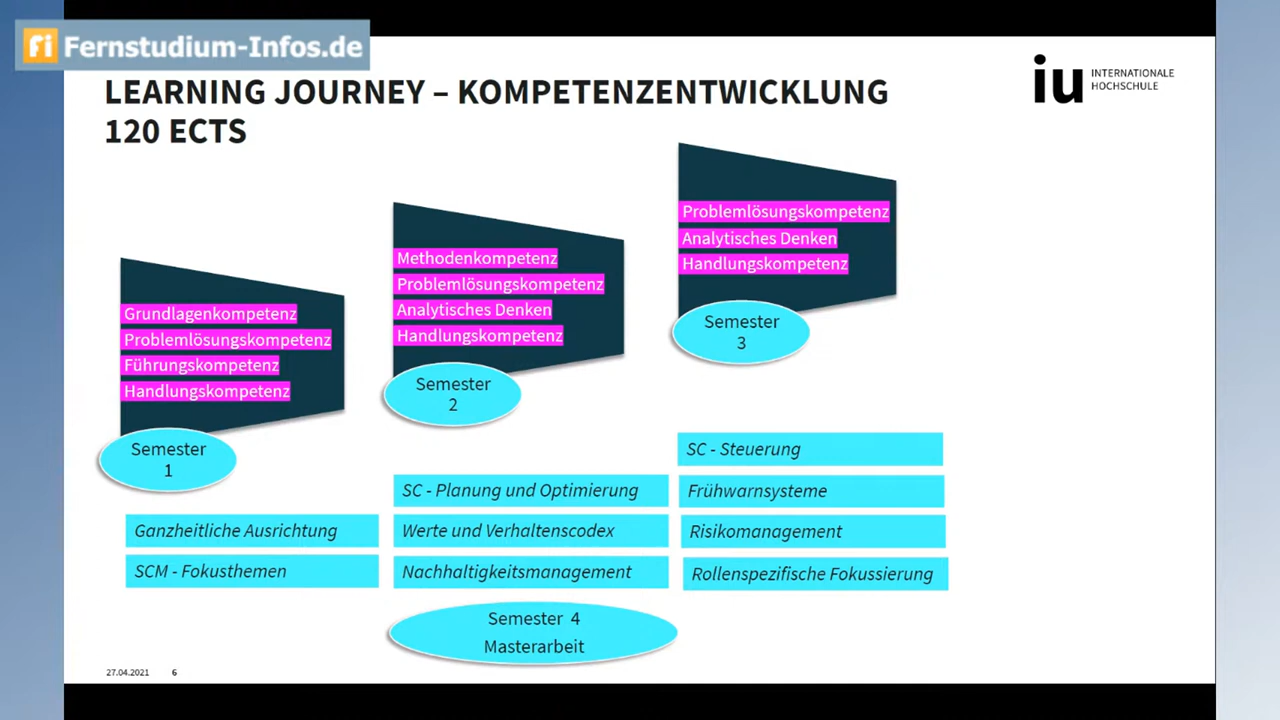 fi Fernstudium-Infos.de
LEARNING JOURNEY – KOMPETENZENTWICKLUNG
120 ECTS
iu INTERNATIONALE
HOCHSCHULE
Grundlagenkompetenz
Problemlösungskompetenz
Führungskompetenz
Handlungskompetenz
Semester
1
Ganzheitliche Ausrichtung
SCM - Fokusthemen
Methodenkompetenz
Problemlösungskompetenz
Analytisches Denken
Handlungskompetenz
Semester
2
SC - Planung und Optimierung
Werte und Verhaltenscodex
Nachhaltigkeitsmanagement
Problemlösungskompetenz
Analytisches Denken
Handlungskompetenz
Semester
3
SC - Steuerung
Frühwarnsysteme
Risikomanagement
Rollenspezifische Fokussierung
Semester 4
Masterarbeit
27.04.2021 6